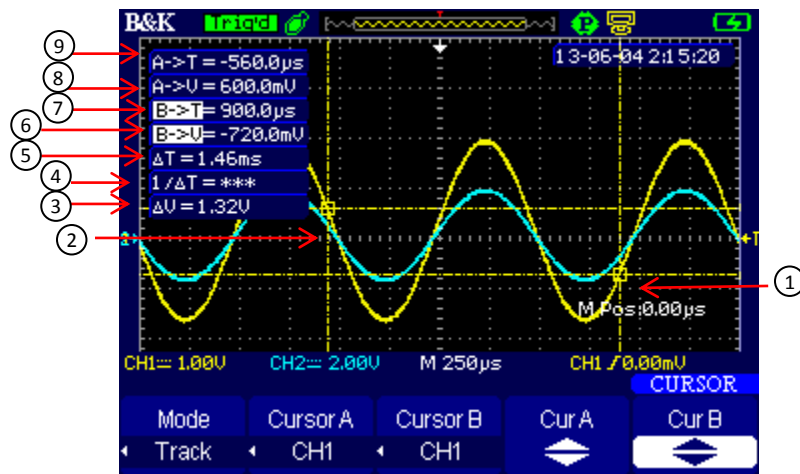 B&K Trig'd P
13-06-04 2:15:20
9
8
7
6
5
4
3
2
1
A->T = -560.0µs
A->V = 600.0mV
B->T = 900.0µs
B->V = -720.0mV
ΔT = 1.46ms
1/ΔT = ***
ΔV = 1.32V
T
M Pos:0.00µs
CH1 1.00V CH2 2.00V M 250µs CH1 0.00mV
CURSOR
Mode Cursor A Cursor B Cur A Cur B
Track CH1 CH1